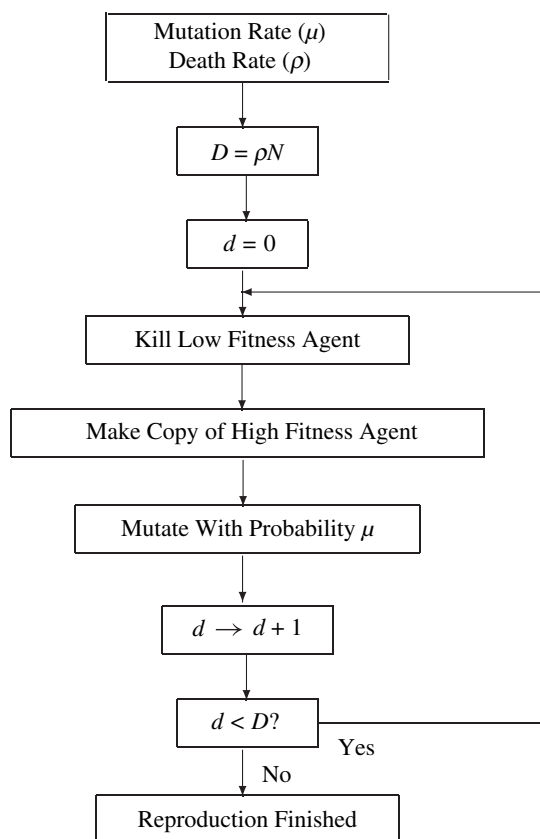 Mutation Rate (μ)
Death Rate (ρ)
D = ρN
d = 0
Kill Low Fitness Agent
Make Copy of High Fitness Agent
Mutate With Probability μ
d → d + 1
d < D?
Yes
No
Reproduction Finished